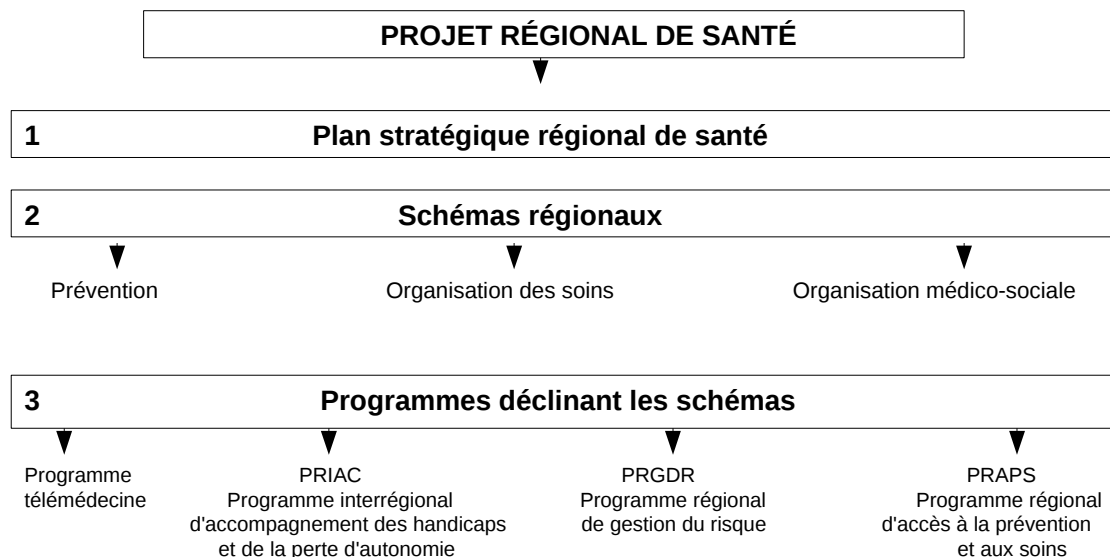 PROJET RÉGIONAL DE SANTÉ
1 Plan stratégique régional de santé
2 Schémas régionaux
Prévention
Organisation des soins
Organisation médico-sociale
3 Programmes déclinant les schémas
Programme
télémédecine
PRIAC
Programme interrégional
d'accompagnement des handicaps
et de la perte d'autonomie
PRGDR
Programme régional
de gestion du risque
PRAPS
Programme régional
d'accès à la prévention
et aux soins